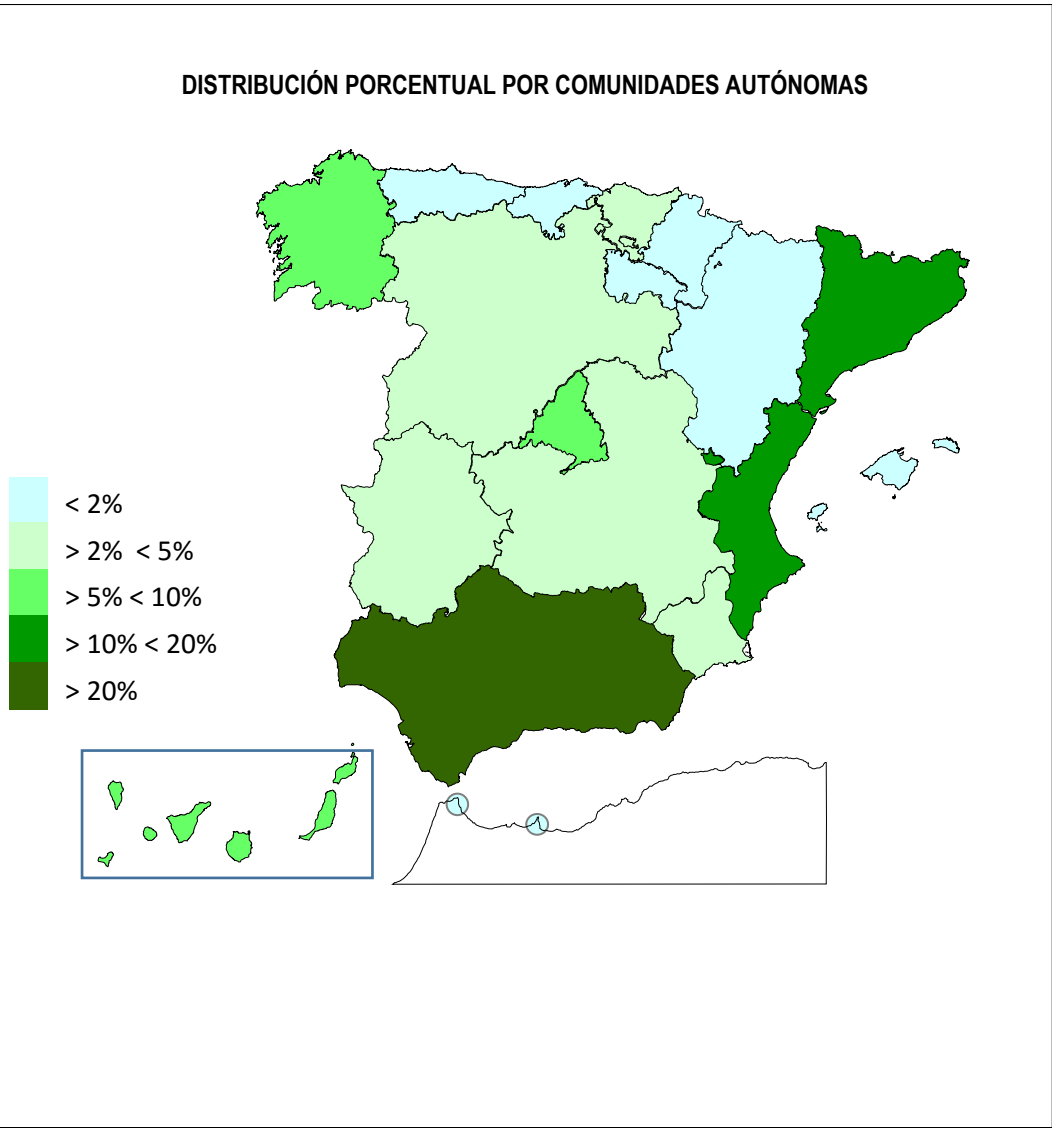 DISTRIBUCIÓN PORCENTUAL POR COMUNIDADES AUTÓNOMAS
< 2%
> 2% < 5%
> 5% < 10%
> 10% < 20%
> 20%